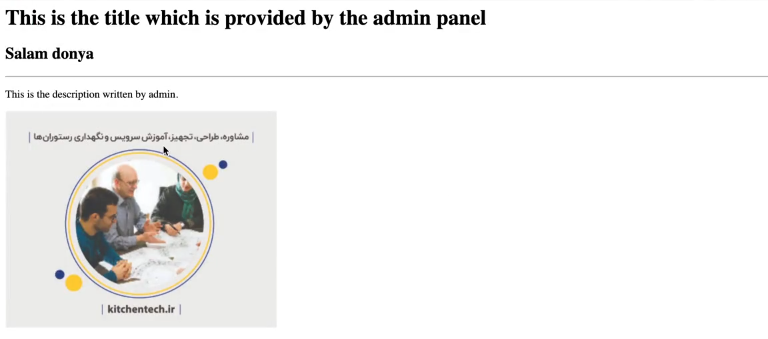 This is the title which is provided by the admin panel
Salam donya
This is the description written by admin.
| مشاوره، طراحی، تجهیز، آموزش سرویس و نگهداری رستوران‌ها |
| kitchentech.ir |